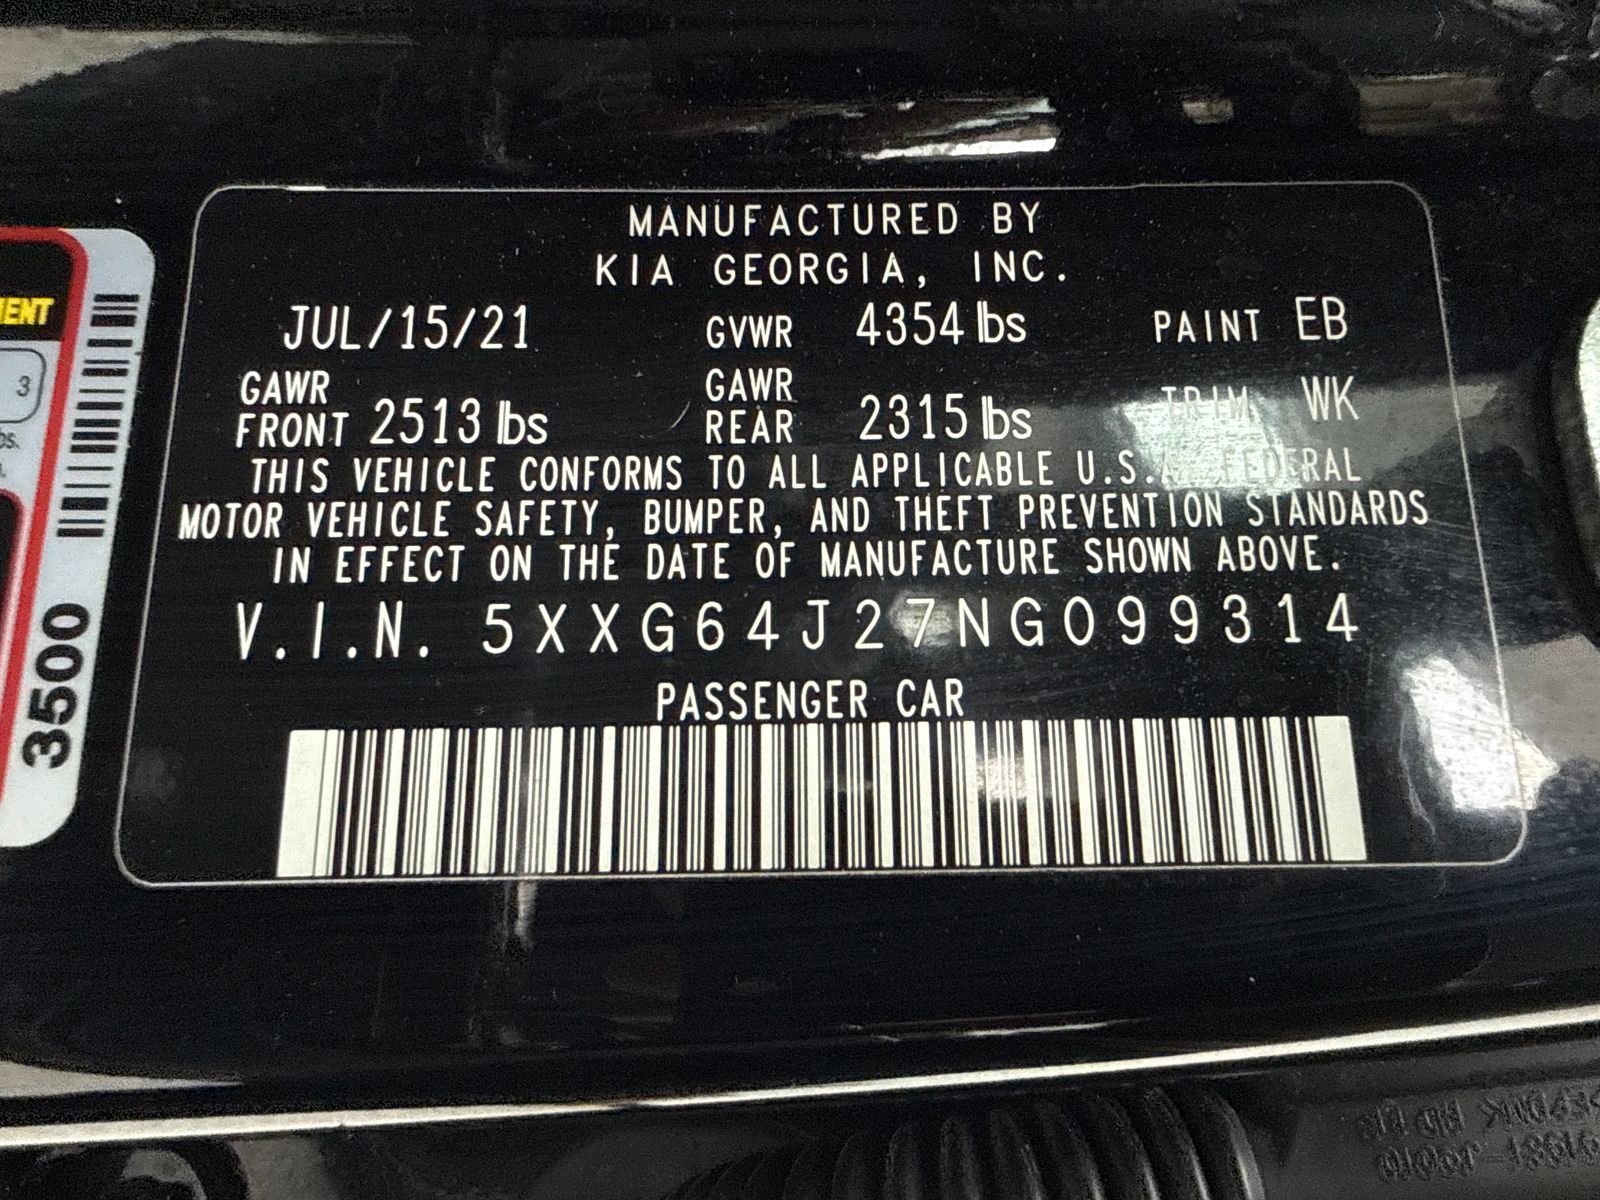 MANUFACTURED BY
KIA GEORGIA, INC.
JUL/15/21 GVWR 4354 lbs PAINT EB
GAWR FRONT 2513 lbs GAWR REAR 2315 lbs TRIM WK
THIS VEHICLE CONFORMS TO ALL APPLICABLE U.S.A. FEDERAL
MOTOR VEHICLE SAFETY, BUMPER, AND THEFT PREVENTION STANDARDS
IN EFFECT ON THE DATE OF MANUFACTURE SHOWN ABOVE.
V.I.N. 5XXG64J27NG099314
PASSENGER CAR
3
3500